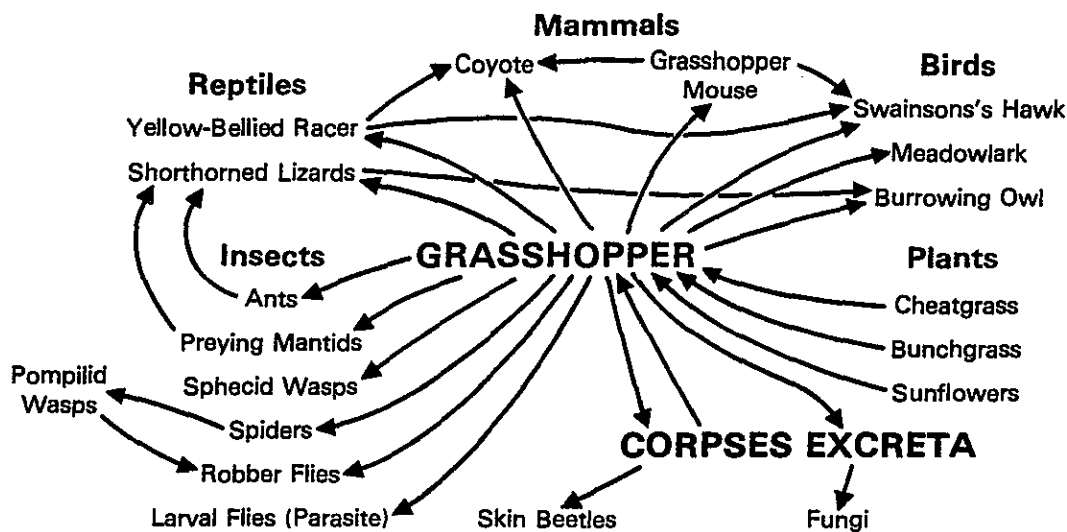 Mammals
Coyote
Grasshopper
Mouse
Reptiles
Birds
Yellow-Bellied Racer
Swainsons's Hawk
Shorthorned Lizards
Meadowlark
Burrowing Owl
Insects
GRASSHOPPER
Plants
Ants
Cheatgrass
Preying Mantids
Bunchgrass
Pompilid
Wasps
Sphecid Wasps
Sunflowers
Spiders
CORPSES EXCRETA
Robber Flies
Larval Flies (Parasite)
Skin Beetles
Fungi